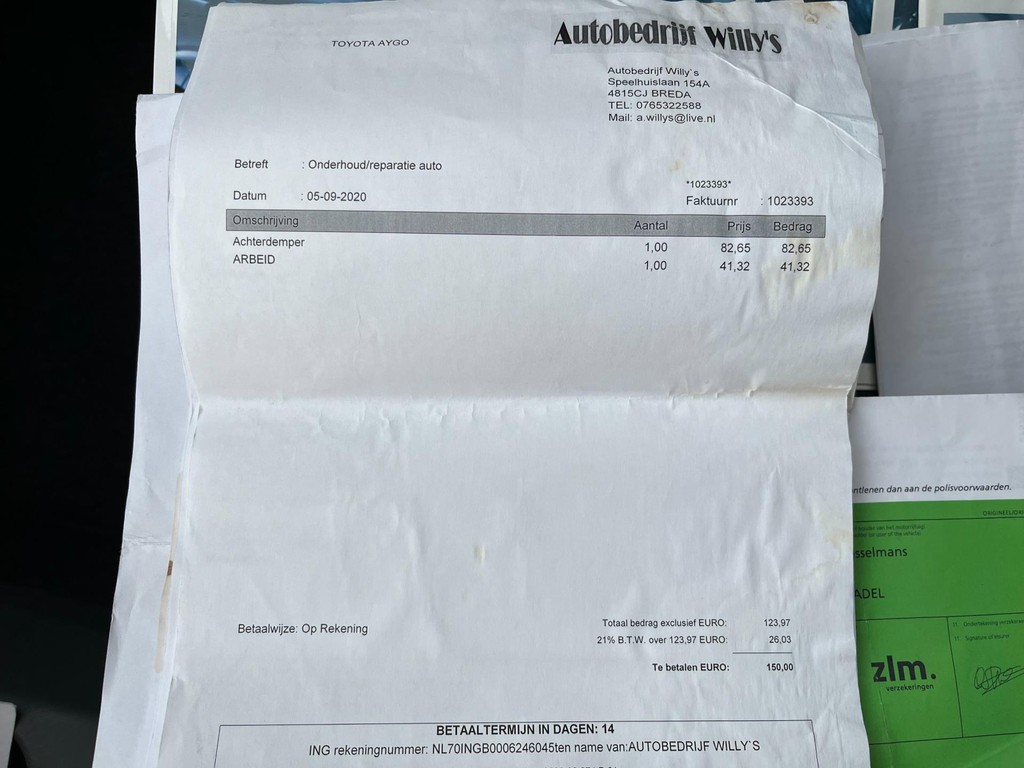 TOYOTA AYGO
Autobedrijf Willy's
Autobedrijf Willy`s
Speelhuislaan 154A
4815CJ BREDA
TEL: 0765322588
Mail: a.willys@live.nl
Betreft : Onderhoud/reparatie auto
*1023393*
Datum : 05-09-2020
Faktuurnr : 1023393
Omschrijving Aantal Prijs Bedrag
Achterdemper 1,00 82,65 82,65
ARBEID 1,00 41,32 41,32
Betaalwijze: Op Rekening
Totaal bedrag exclusief EURO: 123,97
21% B.T.W. over 123,97 EURO: 26,03
Te betalen EURO: 150,00
BETAALTERMIJN IN DAGEN: 14
ING rekeningnummer: NL70INGB0006246045ten name van:AUTOBEDRIJF WILLY`S
ntlenen dan aan de polisvoorwaarden.
sselmans
ADEL
zlm.
verzekeringen